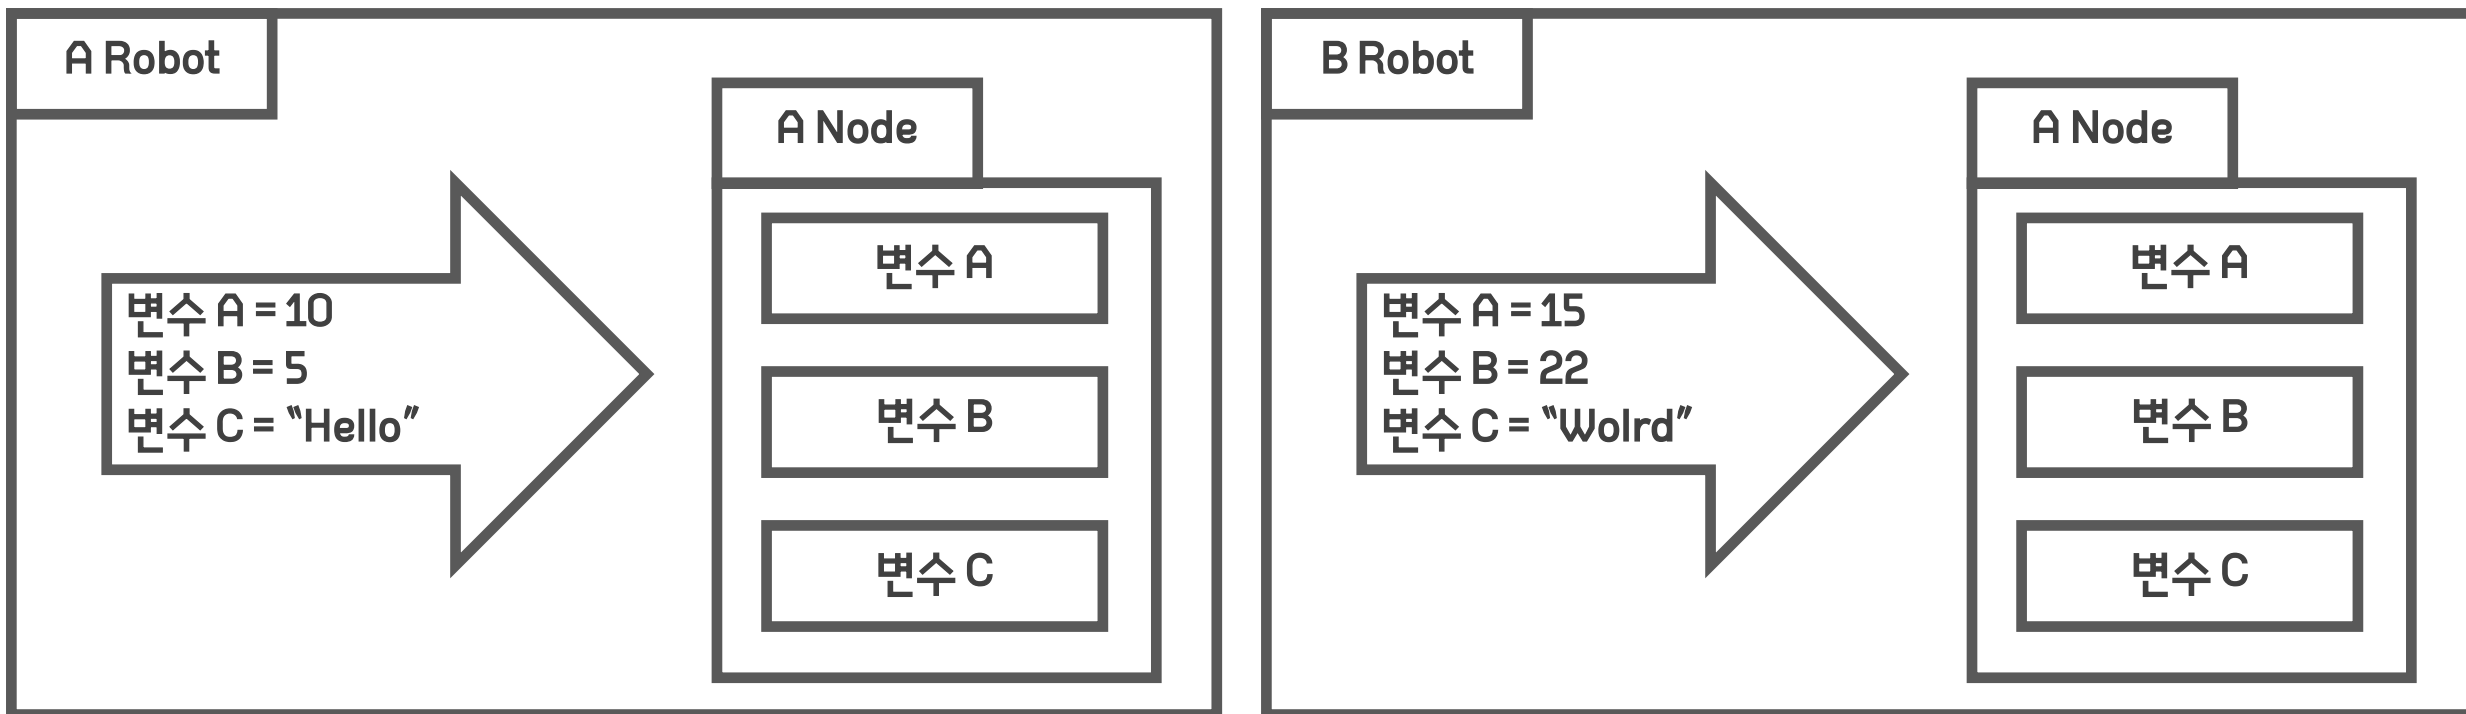 A Robot
A Node
변수 A = 10
변수 B = 5
변수 C = “Hello”
변수 A
변수 B
변수 C
B Robot
A Node
변수 A = 15
변수 B = 22
변수 C = “Wolrd”
변수 A
변수 B
변수 C